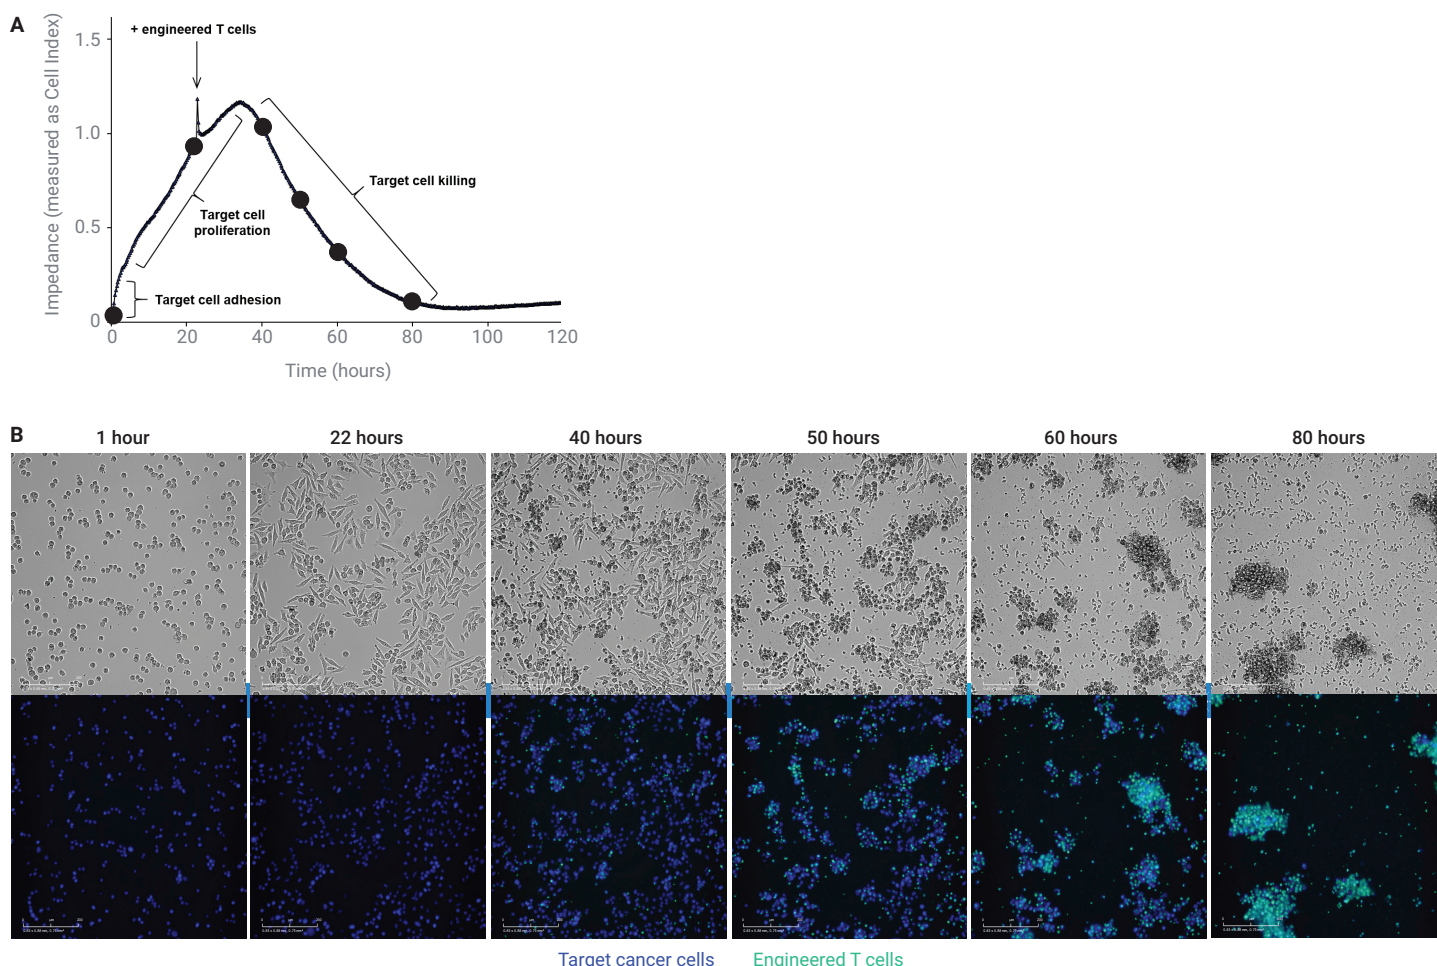 A
+ engineered T cells
Impedance (measured as Cell Index)
1.5
1.0
0.5
0
Target cell killing
Target cell
proliferation
Target cell adhesion
0 20 40 60 80 100 120
Time (hours)
B
1 hour 22 hours 40 hours 50 hours 60 hours 80 hours
Target cancer cells Engineered T cells